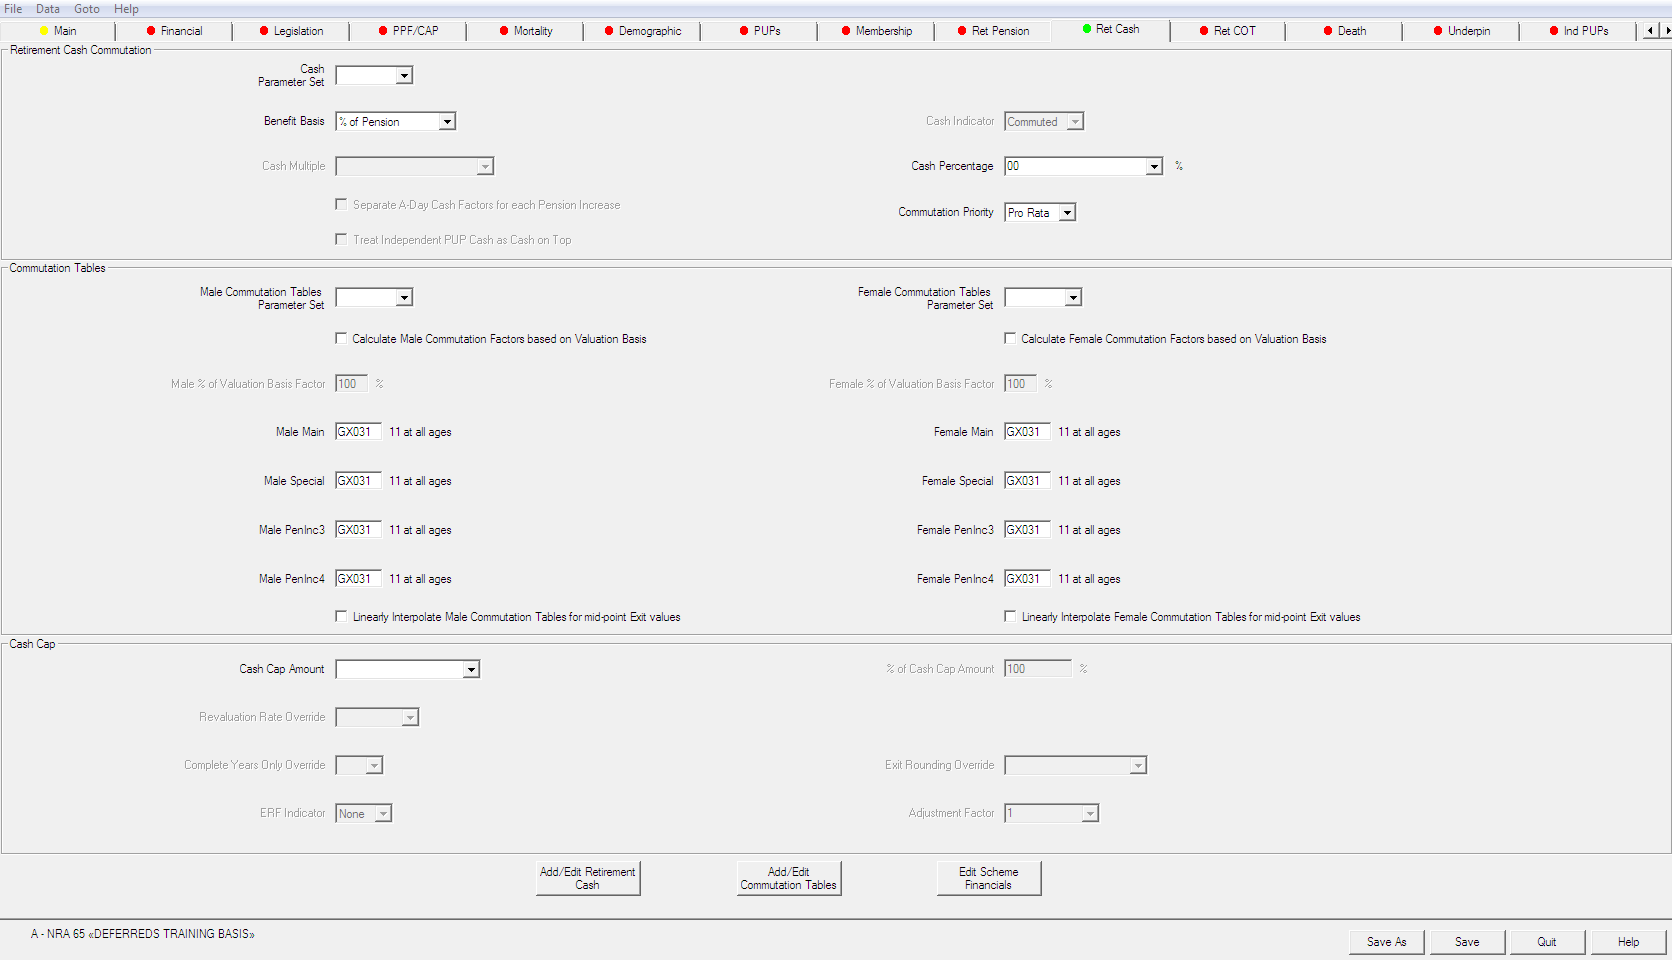 File Data Goto Help
Main Financial Legislation PPF/CAP Mortality Demographic PUPs Membership Ret Pension Ret Cash Ret COT Death Underpin Ind PUPs
Retirement Cash Commutation
Cash
Parameter Set
Benefit Basis % of Pension Cash Indicator Commuted
Cash Multiple Cash Percentage 00 %
Separate A-Day Cash Factors for each Pension Increase
Commutation Priority Pro Rata
Treat Independent PUP Cash as Cash on Top
Commutation Tables
Male Commutation Tables Female Commutation Tables
Parameter Set Parameter Set
Calculate Male Commutation Factors based on Valuation Basis Calculate Female Commutation Factors based on Valuation Basis
Male % of Valuation Basis Factor 100 % Female % of Valuation Basis Factor 100 %
Male Main GX031 11 at all ages Female Main GX031 11 at all ages
Male Special GX031 11 at all ages Female Special GX031 11 at all ages
Male PenInc3 GX031 11 at all ages Female PenInc3 GX031 11 at all ages
Male PenInc4 GX031 11 at all ages Female PenInc4 GX031 11 at all ages
Linearly Interpolate Male Commutation Tables for mid-point Exit values Linearly Interpolate Female Commutation Tables for mid-point Exit values
Cash Cap
Cash Cap Amount % of Cash Cap Amount 100 %
Revaluation Rate Override
Complete Years Only Override Exit Rounding Override
ERF Indicator None Adjustment Factor 1
Add/Edit Retirement Add/Edit Edit Scheme
Cash Commutation Tables Financials
A - NRA 65 «DEFERREDS TRAINING BASIS»
Save As Save Quit Help